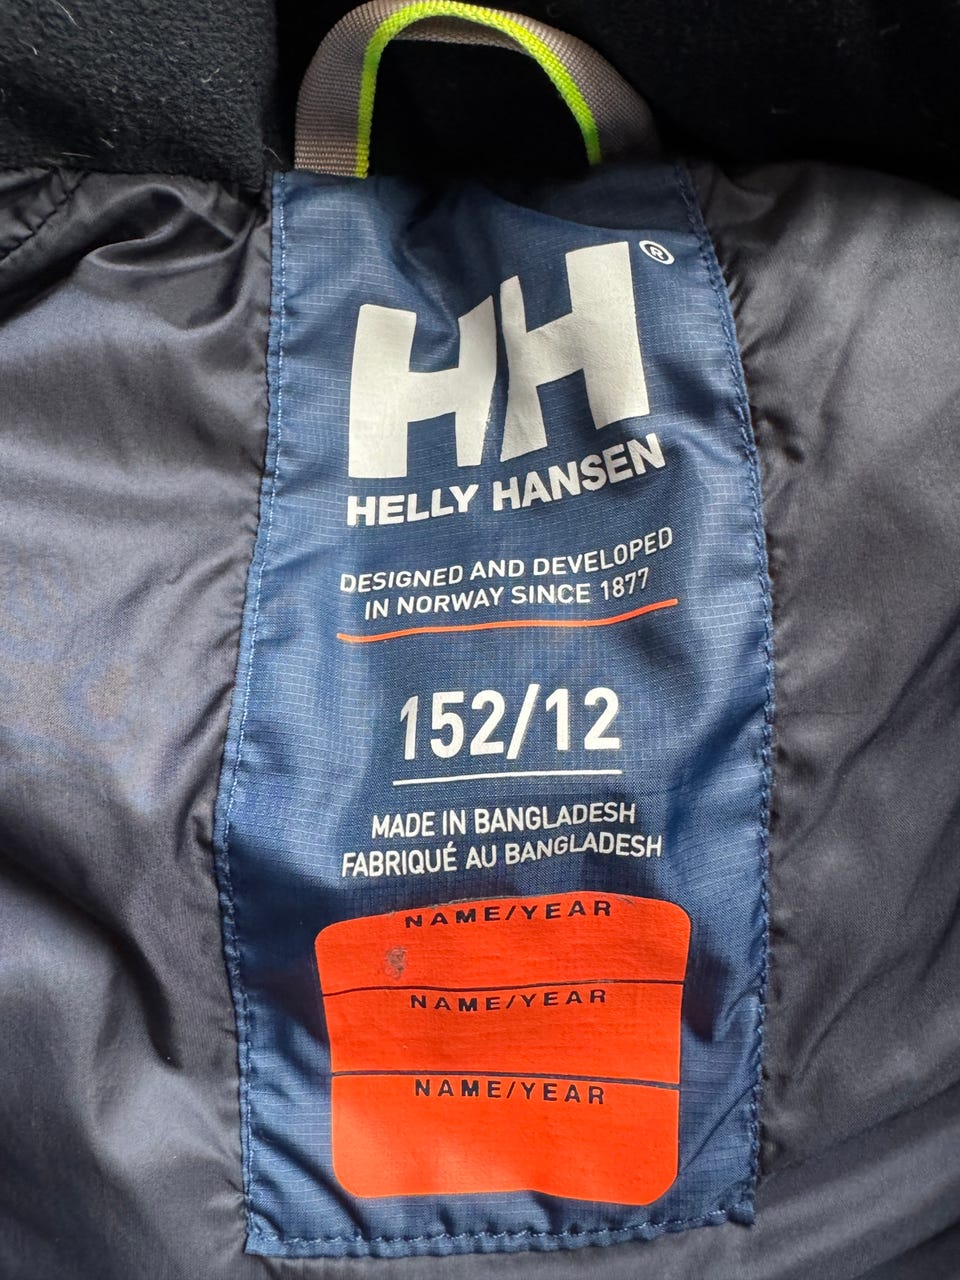 HH®
HELLY HANSEN
DESIGNED AND DEVELOPED
IN NORWAY SINCE 1877
152/12
MADE IN BANGLADESH
FABRIQUÉ AU BANGLADESH
NAME/YEAR
NAME/YEAR
NAME/YEAR